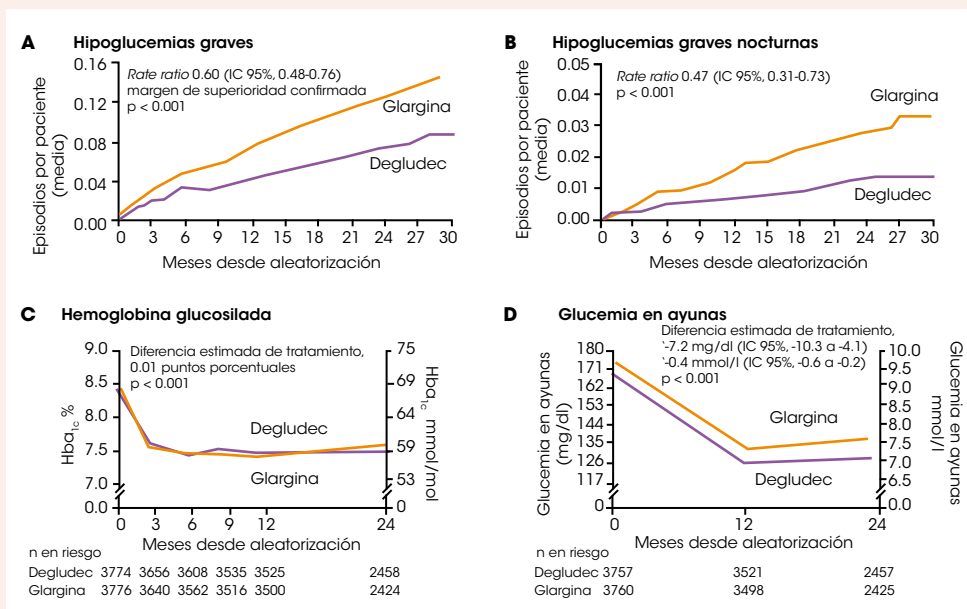 A Hipoglucemias graves
0.16
0.12
0.08
0.04
0.00
Episodios por paciente
(media)
Rate ratio 0.60 (IC 95%, 0.48-0.76)
margen de superioridad confirmada
p < 0.001
Glargina
Degludec
0 3 6 9 12 15 18 21 24 27 30
Meses desde aleatorización
B Hipoglucemias graves nocturnas
0.05
0.04
0.03
0.02
0.01
0.00
Episodios por paciente
(media)
Rate ratio 0.47 (IC 95%, 0.31-0.73)
p < 0.001
Glargina
Degludec
0 3 6 9 12 15 18 21 24 27 30
Meses desde aleatorización
C Hemoglobina glucosilada
9.0
8.5
8.0
7.5
7.0
0.0
Hba1c %
Diferencia estimada de tratamiento,
0.01 puntos porcentuales
p < 0.001
Degludec
Glargina
75
69
64
59
53
0
Hba1c mmol/mol
0 3 6 9 12 24
Meses desde aleatorización
n en riesgo
Degludec 3774 3656 3608 3535 3525 2458
Glargina 3776 3640 3562 3516 3500 2424
D Glucemia en ayunas
180
171
162
153
144
135
126
117
0
Glucemia en ayunas
(mg/dl)
Diferencia estimada de tratamiento,
`-7.2 mg/dl (IC 95%, -10.3 a -4.1)
`-0.4 mmol/l (IC 95%, -0.6 a -0.2)
p < 0.001
Glargina
Degludec
10.0
9.5
9.0
8.5
8.0
7.5
7.0
6.5
0.0
Glucemia en ayunas
mmol/l
0 12 24
Meses desde aleatorización
n en riesgo
Degludec 3757 3521 2457
Glargina 3760 3498 2425